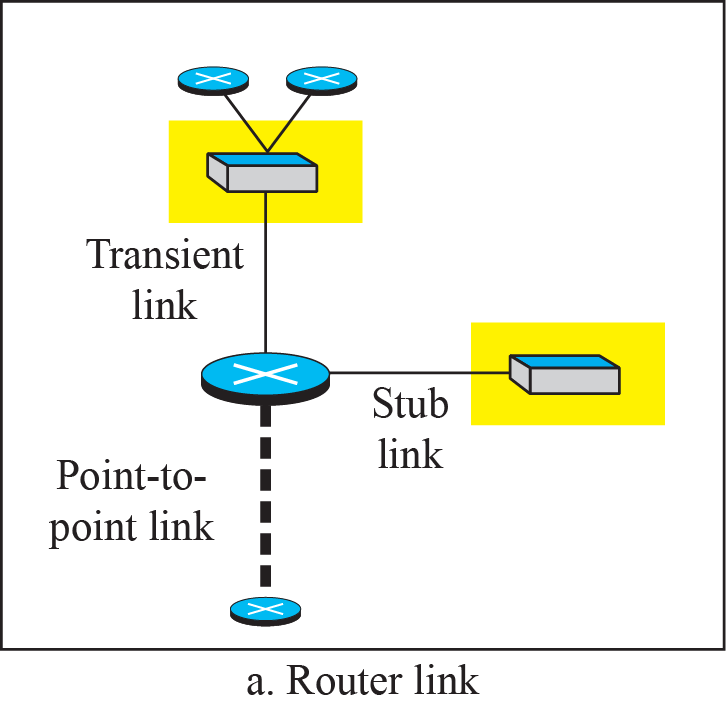 Transient
link
Stub
link
Point-to-
point link
a. Router link